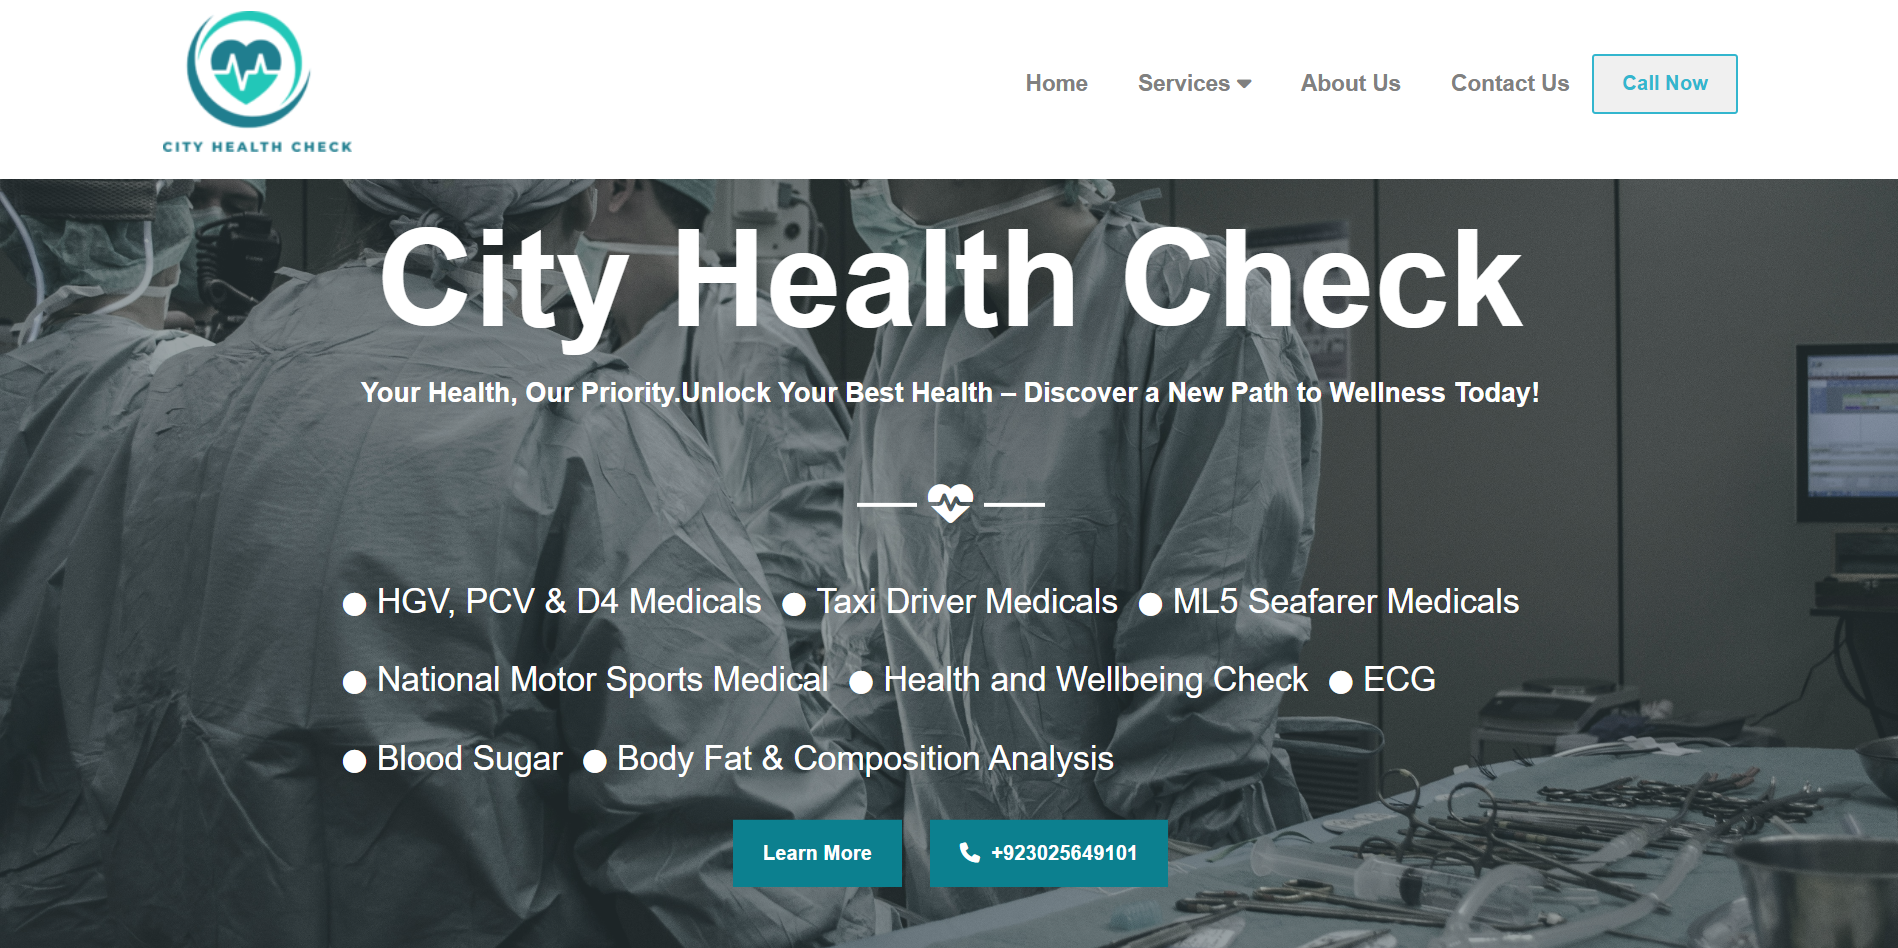 CITY HEALTH CHECK
Home Services About Us Contact Us Call Now
City Health Check
Your Health, Our Priority.Unlock Your Best Health – Discover a New Path to Wellness Today!
● HGV, PCV & D4 Medicals ● Taxi Driver Medicals ● ML5 Seafarer Medicals
● National Motor Sports Medical ● Health and Wellbeing Check ● ECG
● Blood Sugar ● Body Fat & Composition Analysis
Learn More +923025649101